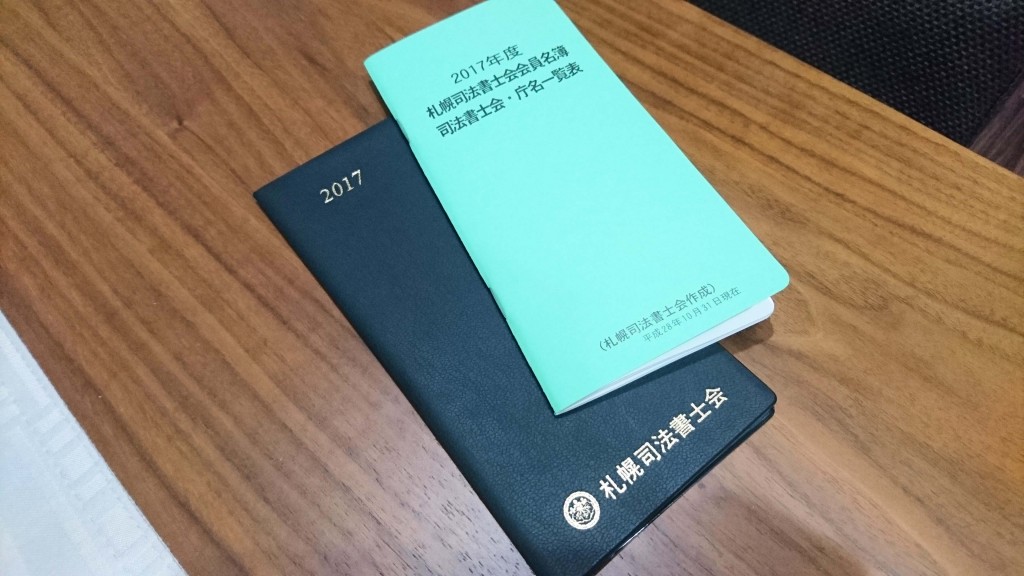 2017年度
札幌司法書士会会員名簿
司法書士会・庁名一覧表
(札幌司法書士会作成)
平成28年10月31日現在
2017
札幌司法書士会